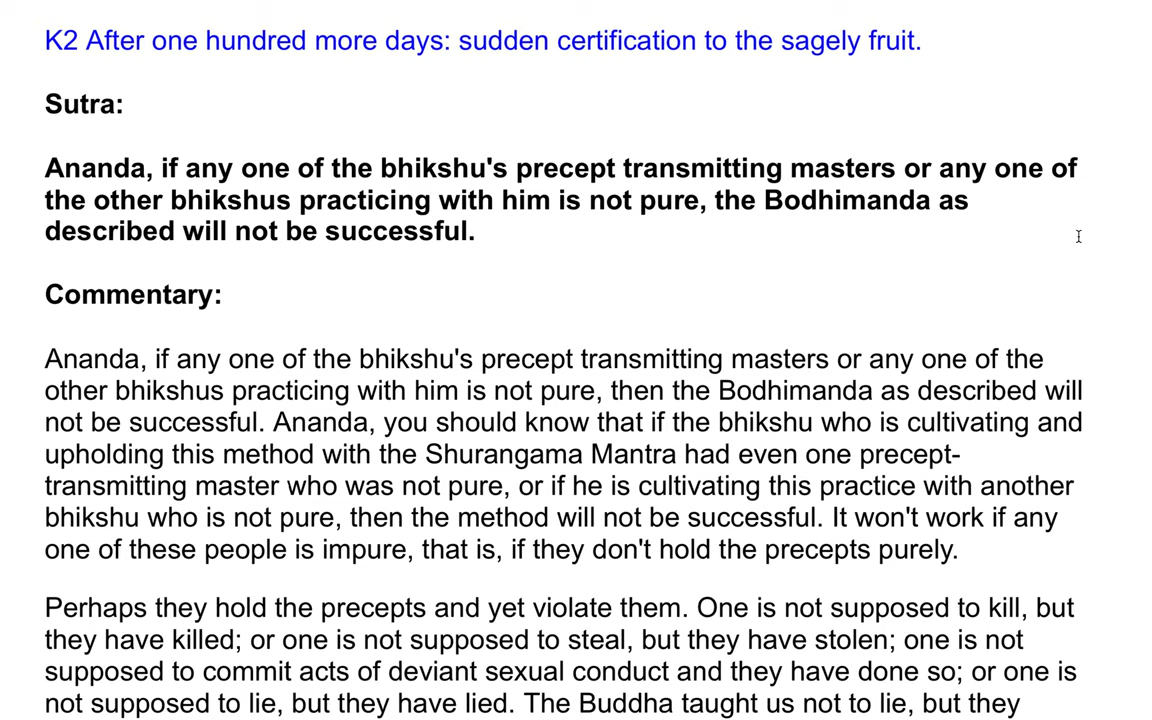 K2 After one hundred more days: sudden certification to the sagely fruit.
Sutra:
Ananda, if any one of the bhikshu's precept transmitting masters or any one of
the other bhikshus practicing with him is not pure, the Bodhimanda as
described will not be successful.
Commentary:
Ananda, if any one of the bhikshu's precept transmitting masters or any one of the
other bhikshus practicing with him is not pure, then the Bodhimanda as described will
not be successful. Ananda, you should know that if the bhikshu who is cultivating and
upholding this method with the Shurangama Mantra had even one precept-
transmitting master who was not pure, or if he is cultivating this practice with another
bhikshu who is not pure, then the method will not be successful. It won't work if any
one of these people is impure, that is, if they don't hold the precepts purely.
Perhaps they hold the precepts and yet violate them. One is not supposed to kill, but
they have killed; or one is not supposed to steal, but they have stolen; one is not
supposed to commit acts of deviant sexual conduct and they have done so; or one is
not supposed to lie, but they have lied. The Buddha taught us not to lie, but they